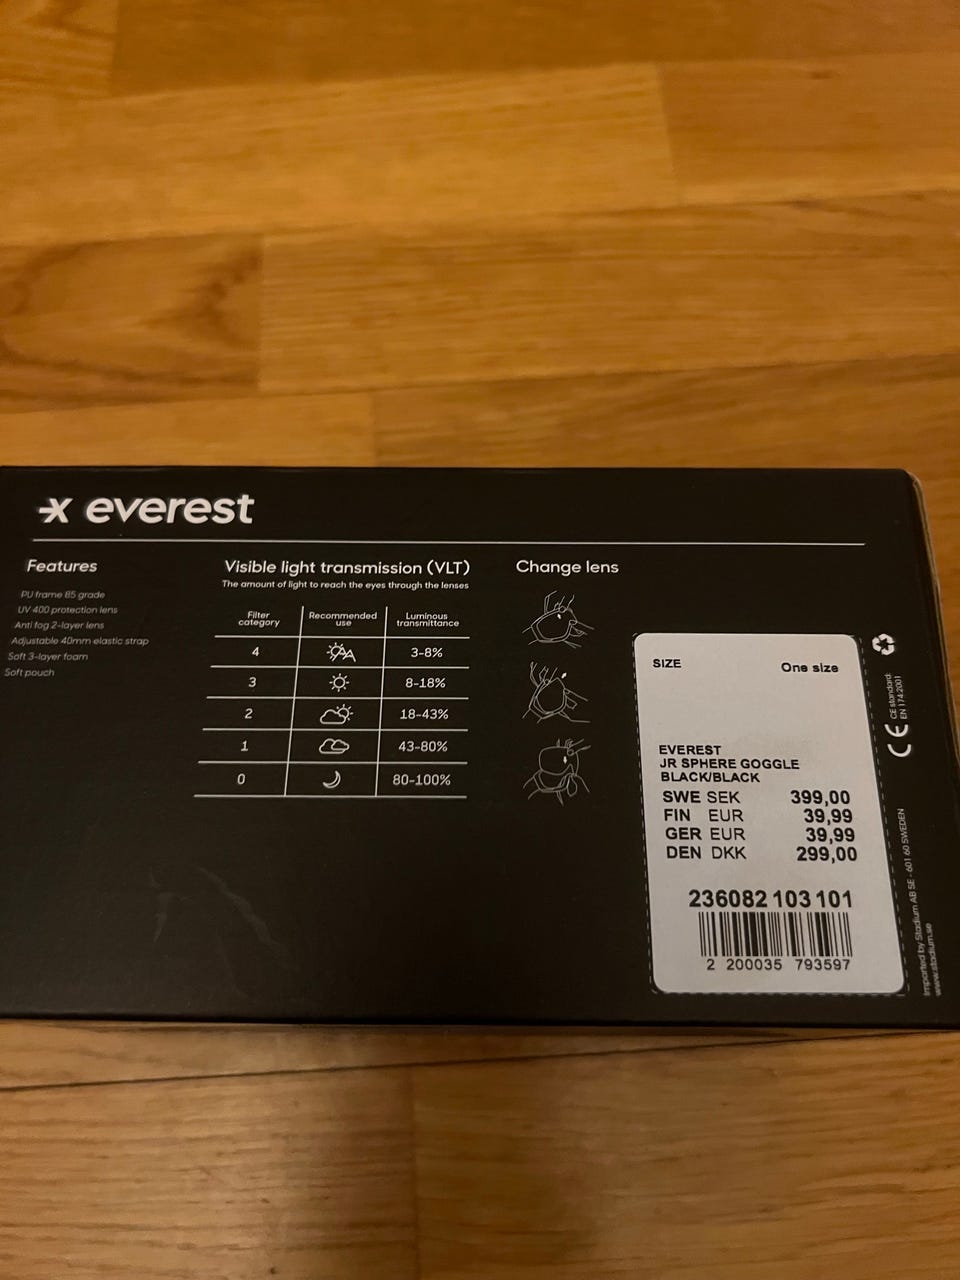 everest
Features
PU frame 85 grade
UV 400 protection lens
Anti fog 2-layer lens
Adjustable 40mm elastic strap
Soft 3-layer foam
Soft pouch
Visible light transmission (VLT)
The amount of light to reach the eyes through the lenses
Filter category Recommended use Luminous transmittance
4 3-8%
3 8-18%
2 18-43%
1 43-80%
0 80-100%
Change lens
SIZE One size
EVEREST
JR SPHERE GOGGLE
BLACK/BLACK
SWE SEK 399,00
FIN EUR 39,99
GER EUR 39,99
DEN DKK 299,00
236082 103 101
2 200035 793597
CE
CE standard:
EN 174:2001
Imported by Stadium AB SE - 601 60 SWEDEN
www.stadium.se